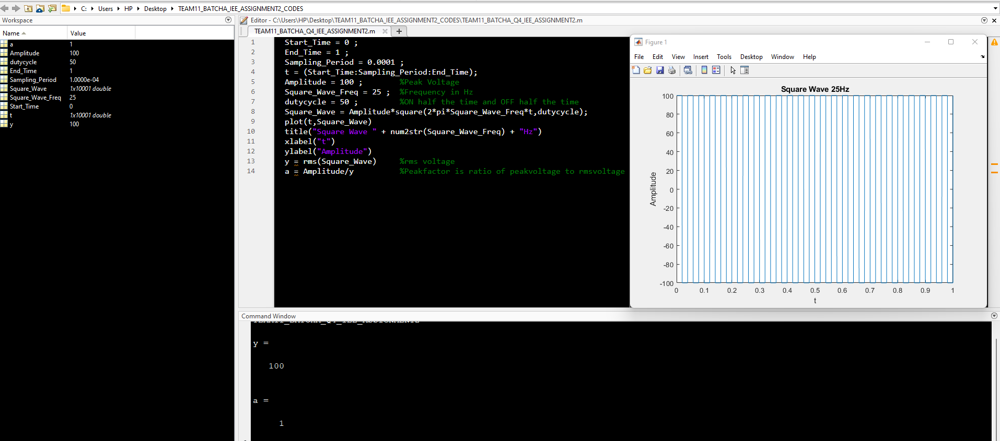 C: Users HP Desktop TEAM11_BATCHA_IEE_ASSIGNMENT2_CODES
Workspace
Name Value
a 1
Amplitude 100
dutycycle 50
End_Time 1
Sampling_Period 1.0000e-04
Square_Wave 1x10001 double
Square_Wave_Freq 25
Start_Time 0
t 1x10001 double
y 100
Editor - C:\Users\HP\Desktop\TEAM11_BATCHA_IEE_ASSIGNMENT2_CODES\TEAM11_BATCHA_Q4_IEE_ASSIGNMENT2.m
TEAM11_BATCHA_Q4_IEE_ASSIGNMENT2.m
1 Start_Time = 0 ;
2 End_Time = 1 ;
3 Sampling_Period = 0.0001 ;
4 t = (Start_Time:Sampling_Period:End_Time);
5 Amplitude = 100 ; %Peak Voltage
6 Square_Wave_Freq = 25 ; %Frequency in Hz
7 dutycycle = 50 ; %ON half the time and OFF half the time
8 Square_Wave = Amplitude*square(2*pi*Square_Wave_Freq*t,dutycycle);
9 plot(t,Square_Wave)
10 title("Square Wave " + num2str(Square_Wave_Freq) + "Hz")
11 xlabel("t")
12 ylabel("Amplitude")
13 y = rms(Square_Wave) %rms voltage
14 a = Amplitude/y %Peakfactor is ratio of peakvoltage to rmsvoltage
Figure 1
File Edit View Insert Tools Desktop Window Help
Square Wave 25Hz
100
80
60
40
20
0
-20
-40
-60
-80
-100
Amplitude
0 0.1 0.2 0.3 0.4 0.5 0.6 0.7 0.8 0.9 1
t
Command Window
TEAM11_BATCHA_Q4_IEE_ASSIGNMENT2
y =
100
a =
1